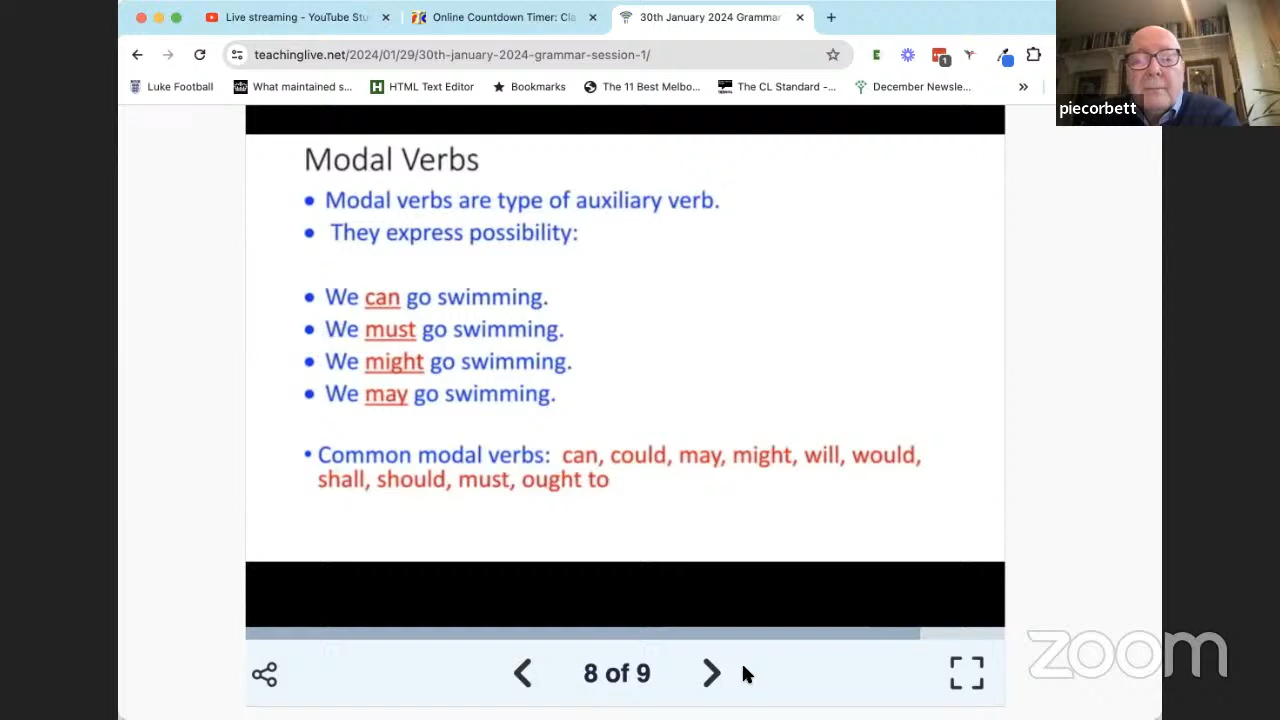 Live streaming - YouTube Stu
Online Countdown Timer: Cla
30th January 2024 Grammar
teachinglive.net/2024/01/29/30th-january-2024-grammar-session-1/
1
Luke Football
What maintained s...
HTML Text Editor
Bookmarks
The 11 Best Melbo...
The CL Standard -...
December Newsle...
piecorbett
Modal Verbs
• Modal verbs are type of auxiliary verb.
• They express possibility:
• We can go swimming.
• We must go swimming.
• We might go swimming.
• We may go swimming.
• Common modal verbs: can, could, may, might, will, would,
shall, should, must, ought to
8 of 9
zoom